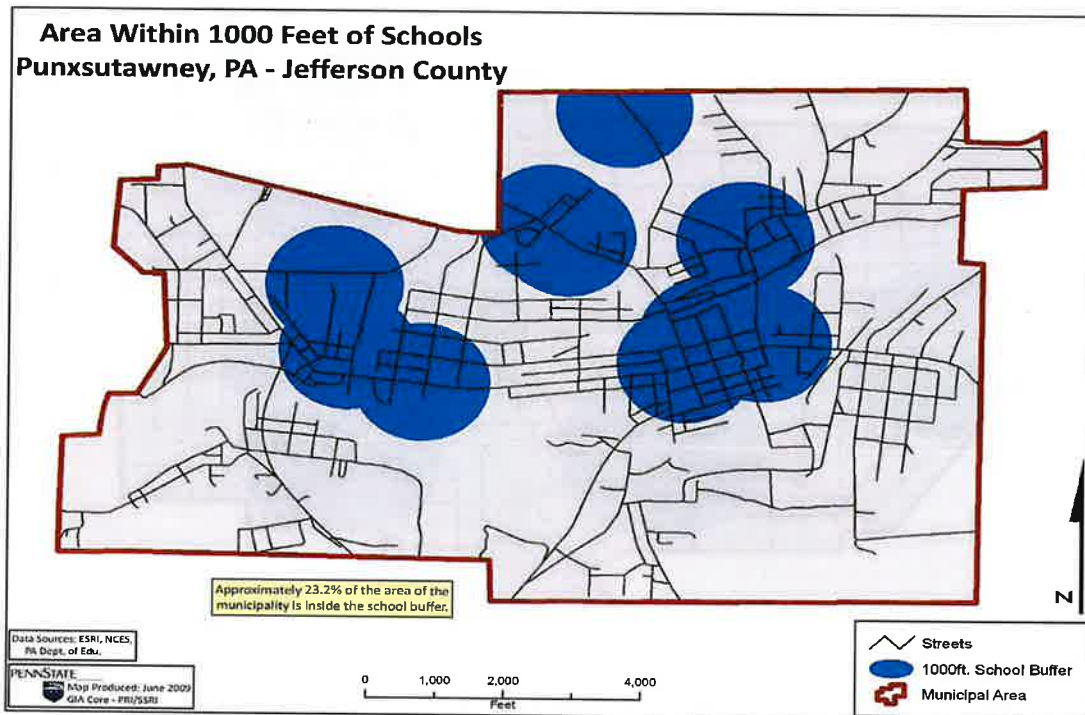 Area Within 1000 Feet of Schools
Punxsutawney, PA - Jefferson County
Approximately 23.2% of the area of the
municipality is inside the school buffer.
Data Sources: ESRI, NCES,
PA Dept. of Edu.
PENNSTATE
Map Produced: June 2009
GIA Core - PRI/SSRI
0 1,000 2,000 4,000
Feet
N
Streets
1000ft. School Buffer
Municipal Area